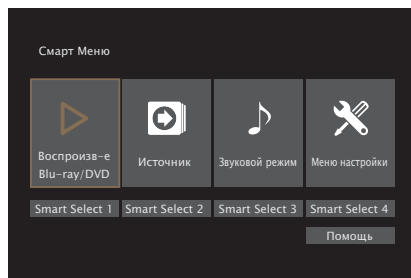 Смарт Меню
Воспроизв-е
Blu-ray/DVD
Источник
Звуковой режим
Меню настройки
Smart Select 1
Smart Select 2
Smart Select 3
Smart Select 4
Помощь